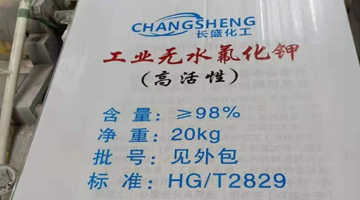 CHANGSHENG
长盛化工
工业无水氟化钾
(高活性)
含 量：≥98%
净 重：20kg
批 号：见外包
标 准：HG/T2829